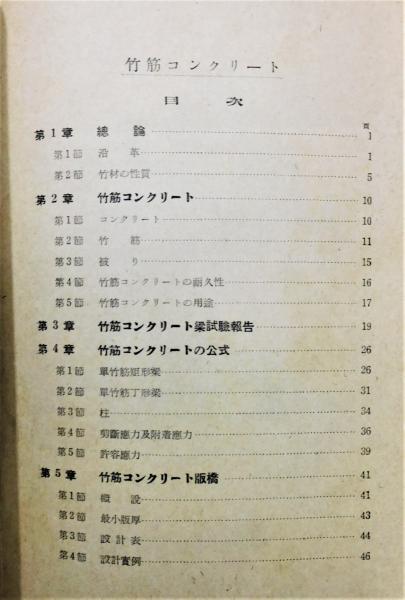 竹筋コンクリート
目 次
頁
第1章 總 論 1
第1節 沿 革 1
第2節 竹材の性質 5
第2章 竹筋コンクリート 10
第1節 コンクリート 10
第2節 竹 筋 11
第3節 被 り 15
第4節 竹筋コンクリートの耐久性 16
第5節 竹筋コンクリートの用途 17
第3章 竹筋コンクリート梁試驗報告 19
第4章 竹筋コンクリートの公式 26
第1節 單竹筋矩形梁 26
第2節 單竹筋丁形梁 31
第3節 柱 34
第4節 剪斷應力及附着應力 36
第5節 許容應力 39
第5章 竹筋コンクリート版橋 41
第1節 概 設 41
第2節 最小版厚 43
第3節 設計表 44
第4節 設計實例 46